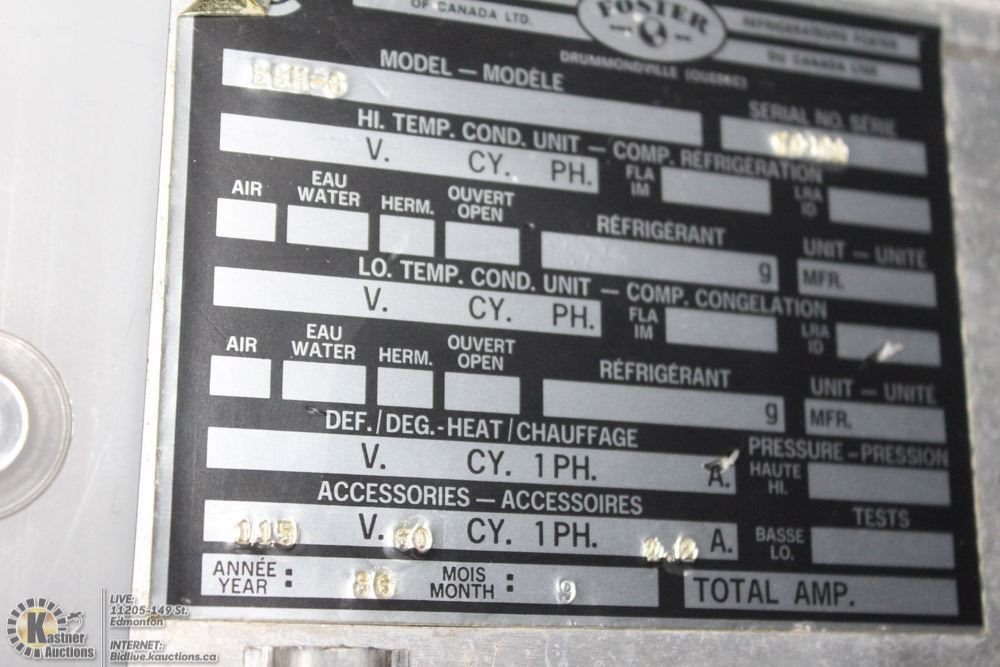 OF CANADA LTD.
FOSTER
REFRIGERATEURS FOSTER
DU CANADA LTEE
DRUMMONDVILLE (QUEBEC)
MODEL — MODÈLE
SERIAL NO. SÉRIE
HI. TEMP. COND. UNIT — COMP. RÉFRIGÉRATION
V. CY. PH.
FLA
IM
LRA
ID
AIR
EAU
WATER
HERM.
OUVERT
OPEN
RÉFRIGÉRANT
g
UNIT — UNITÉ
MFR.
LO. TEMP. COND. UNIT — COMP. CONGELATION
V. CY. PH.
FLA
IM
LRA
ID
AIR
EAU
WATER
HERM.
OUVERT
OPEN
RÉFRIGÉRANT
g
UNIT — UNITÉ
MFR.
DEF./DEG.-HEAT/CHAUFFAGE
V. CY. 1 PH. A.
PRESSURE – PRESSION
HAUTE
HI.
ACCESSORIES — ACCESSOIRES
115 V. 60 CY. 1 PH. A.
TESTS
BASSE
LO.
ANNÉE
YEAR : 86
MOIS
MONTH : 9
TOTAL AMP.
Kastner
Auctions
LIVE:
11205-149 St.
Edmonton
INTERNET:
Bidlive.kauctions.ca